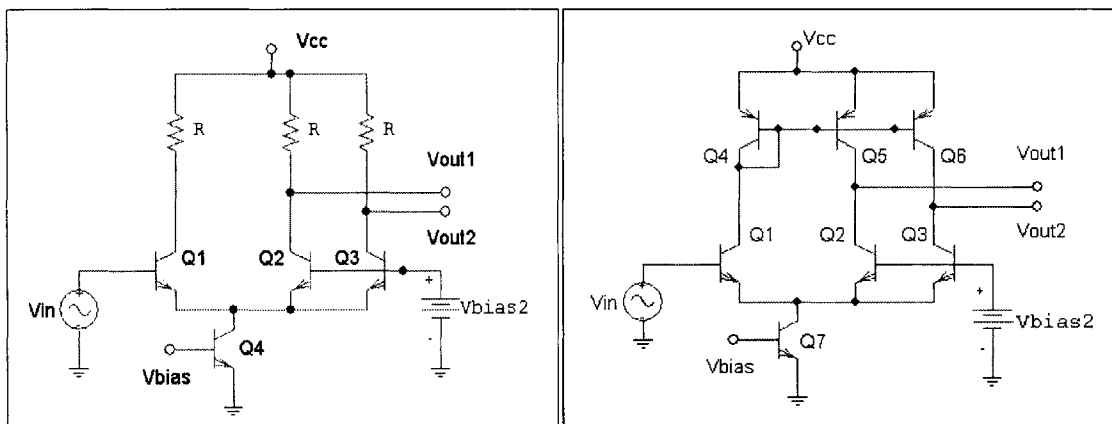 Vcc
R
R
R
Vout1
Vout2
Q1
Q2
Q3
Vin
+
Vbias2
-
Q4
Vbias
Vcc
Q4
Q5
Q6
Vout1
Vout2
Q1
Q2
Q3
Vin
+
Vbias2
-
Q7
Vbias